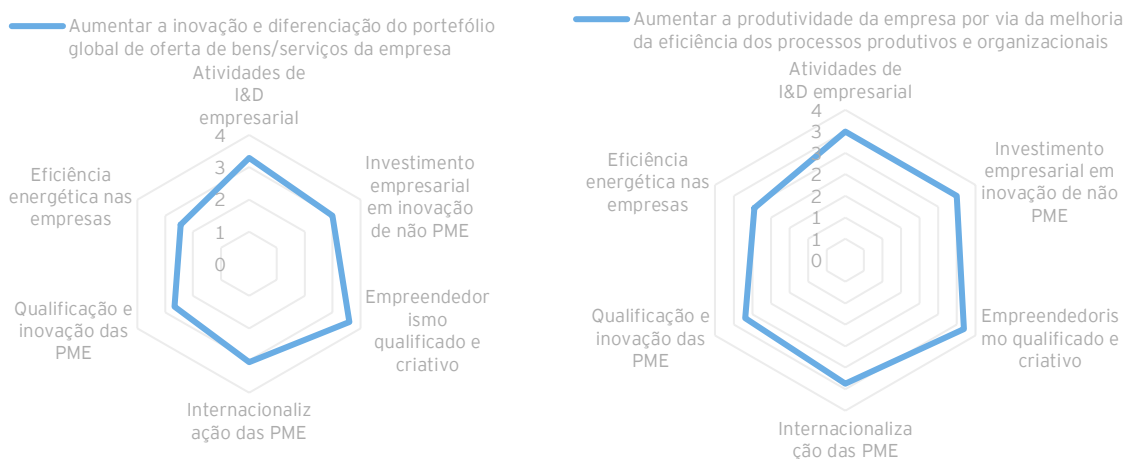 Aumentar a inovação e diferenciação do portefólio
global de oferta de bens/serviços da empresa
Atividades de
I&D
empresarial
4
3
2
1
0
Investimento
empresarial
em inovação
de não PME
Empreendedor
ismo
qualificado e
criativo
Internacionaliz
ação das PME
Qualificação e
inovação das
PME
Eficiência
energética nas
empresas
Aumentar a produtividade da empresa por via da melhoria
da eficiência dos processos produtivos e organizacionais
Atividades de
I&D empresarial
4
3
3
2
2
1
1
0
Investimento
empresarial em
inovação de não
PME
Empreendedoris
mo qualificado e
criativo
Internacionaliza
ção das PME
Qualificação e
inovação das
PME
Eficiência
energética nas
empresas